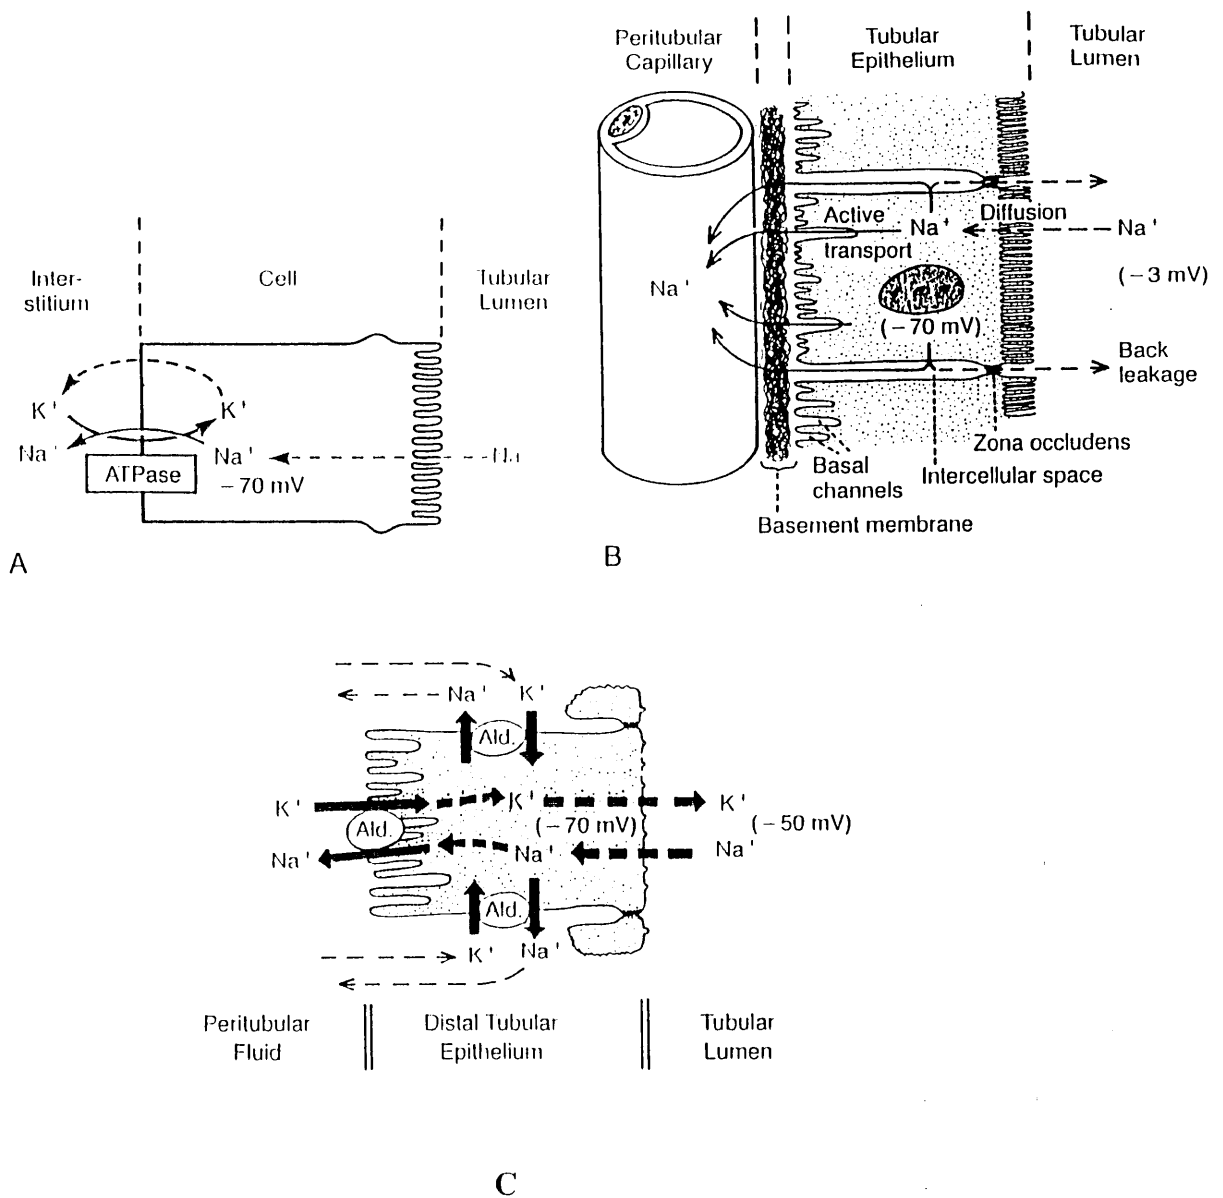 Inter-
stitium
Cell
Tubular
Lumen
K'
K'
Na'
Na'
ATPase
-70 mV
A
Peritubular
Capillary
Tubular
Epithelium
Tubular
Lumen
Active
transport
Na'
Diffusion
Na'
(-3 mV)
Na'
(-70 mV)
Back
leakage
Zona occludens
Basal
channels
Intercellular space
Basement membrane
B
Na'
K'
Ald.
K'
K'
K'
Ald.
(-70 mV)
(-50 mV)
Na'
Na'
Na'
Ald.
K'
Na'
Peritubular
Fluid
Distal Tubular
Epithelium
Tubular
Lumen
C